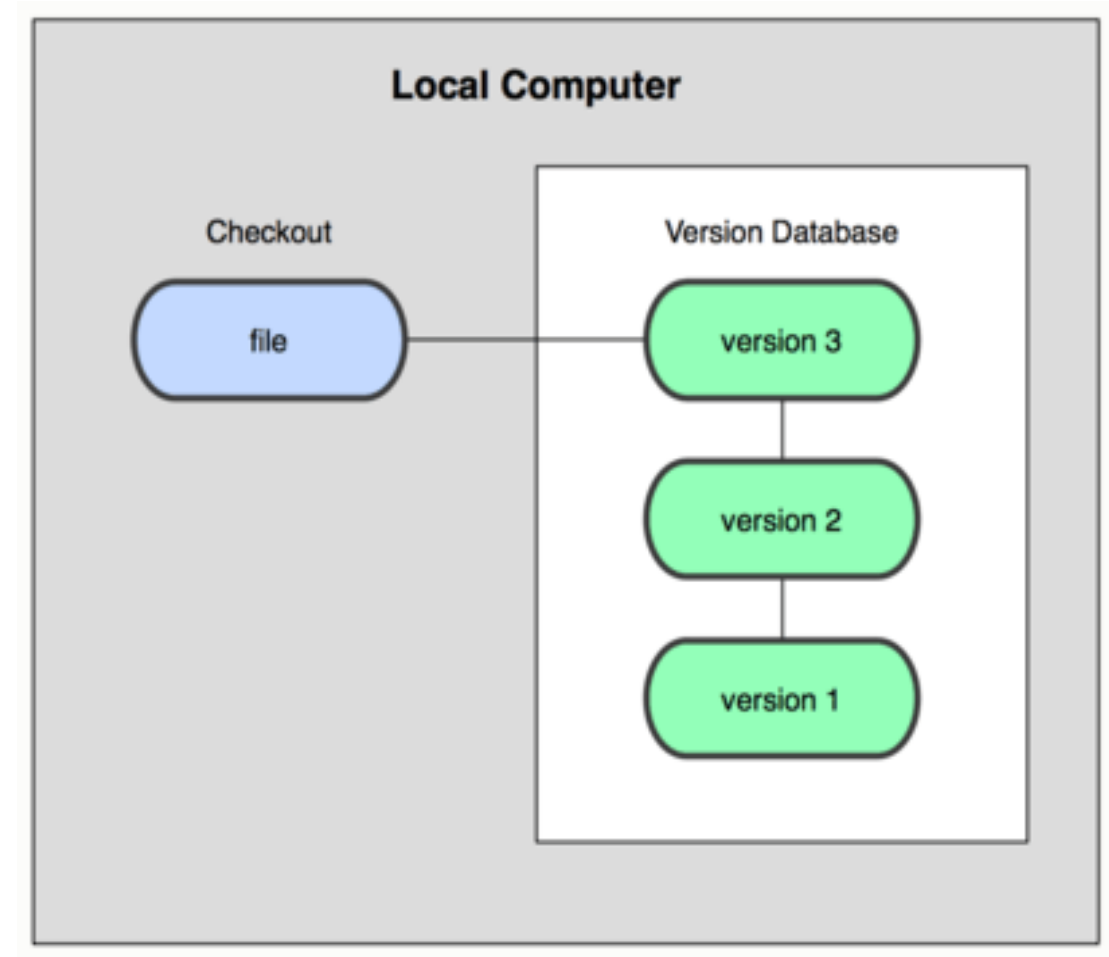 Local Computer
Checkout
Version Database
file
version 3
version 2
version 1